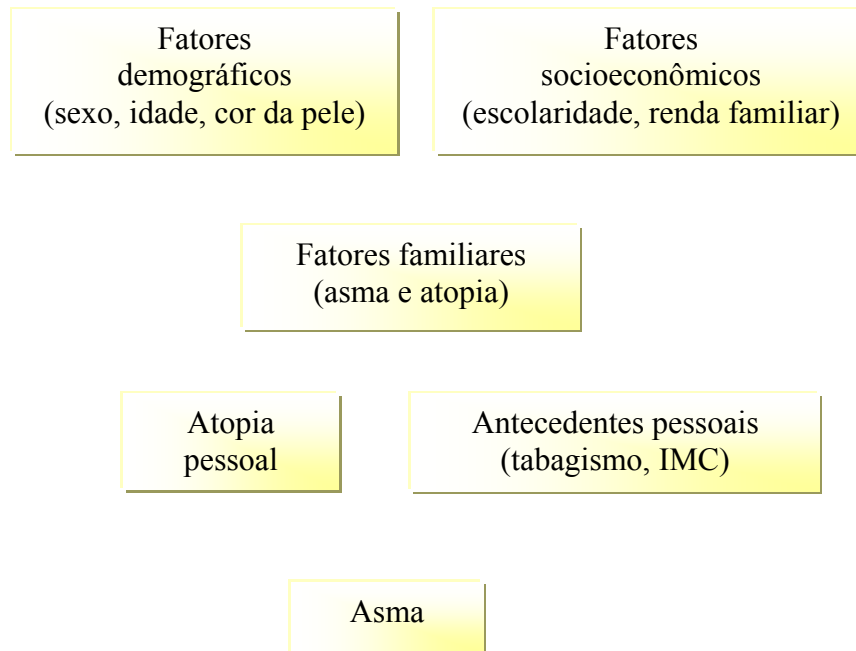 Fatores
demográficos
(sexo, idade, cor da pele)
Fatores
socioeconômicos
(escolaridade, renda familiar)
Fatores familiares
(asma e atopia)
Atopia
pessoal
Antecedentes pessoais
(tabagismo, IMC)
Asma